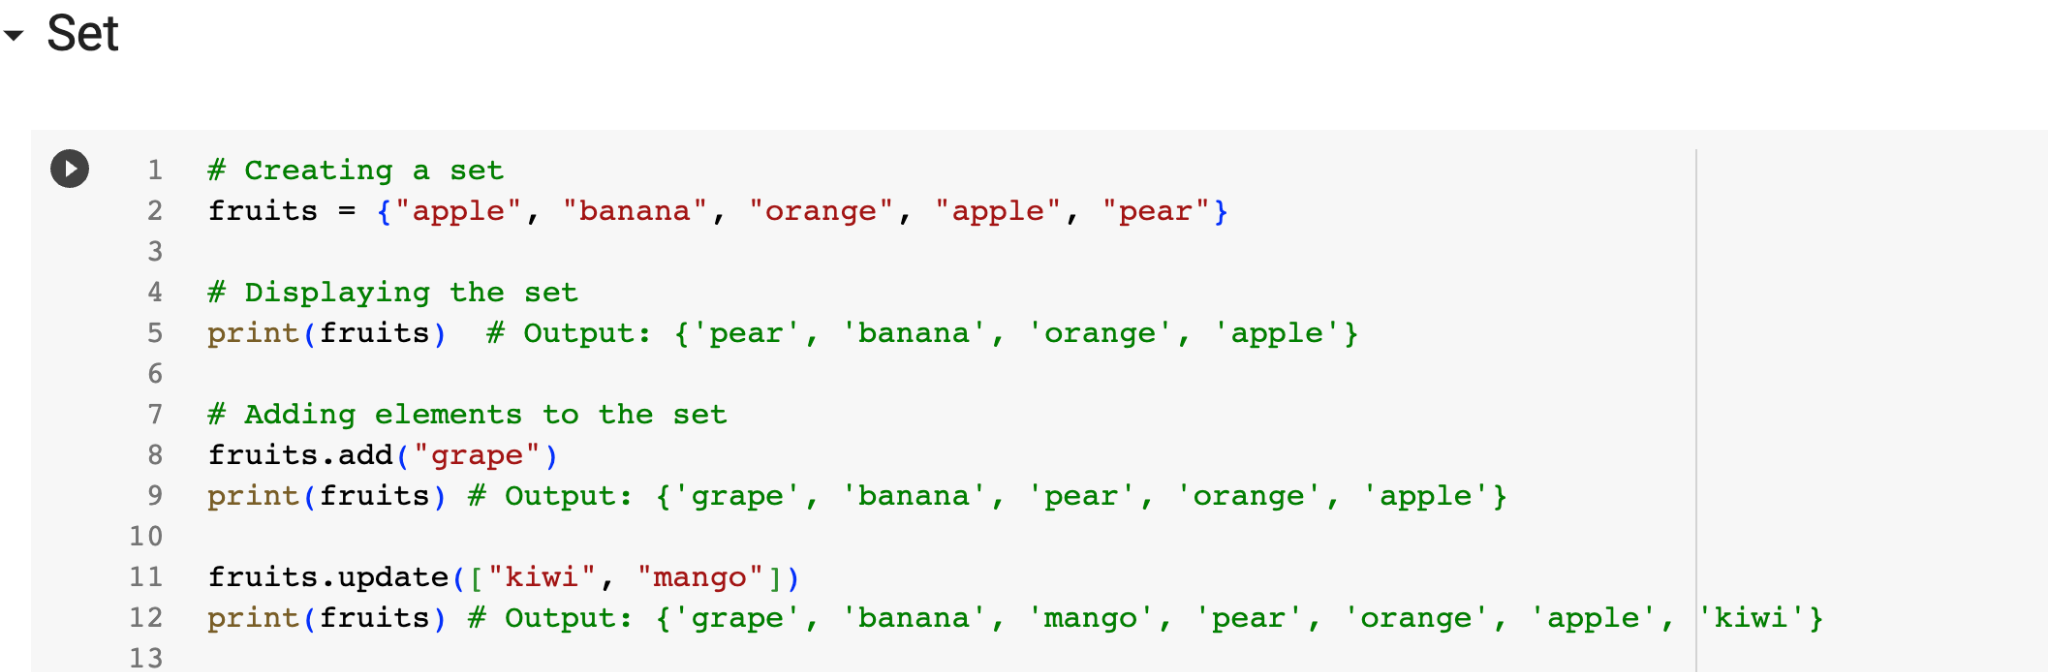 Set
1 # Creating a set
2 fruits = {"apple", "banana", "orange", "apple", "pear"}
3
4 # Displaying the set
5 print(fruits)  # Output: {'pear', 'banana', 'orange', 'apple'}
6
7 # Adding elements to the set
8 fruits.add("grape")
9 print(fruits) # Output: {'grape', 'banana', 'pear', 'orange', 'apple'}
10
11 fruits.update(["kiwi", "mango"])
12 print(fruits) # Output: {'grape', 'banana', 'mango', 'pear', 'orange', 'apple', 'kiwi'}
13